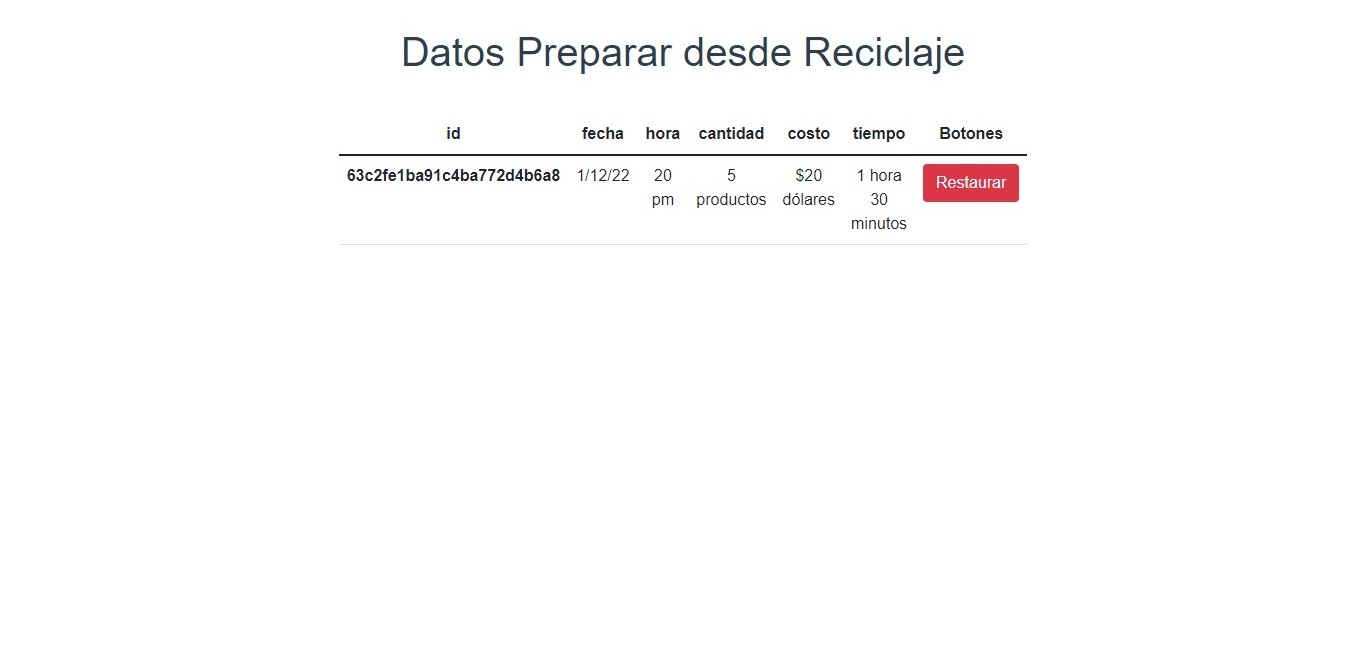 Datos Preparar desde Reciclaje
id fecha hora cantidad costo tiempo Botones
63c2fe1ba91c4ba772d4b6a8 1/12/22 20 5 $20 1 hora Restaurar
pm productos dólares 30
minutos